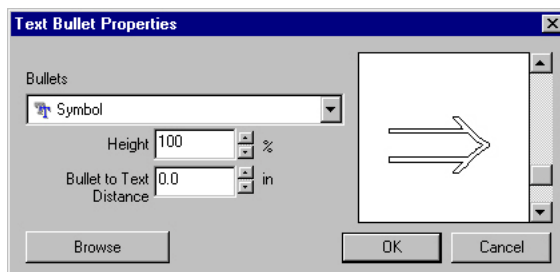 Text Bullet Properties
Bullets
Symbol
Height 100 %
Bullet to Text 0.0 in
Distance
Browse OK Cancel